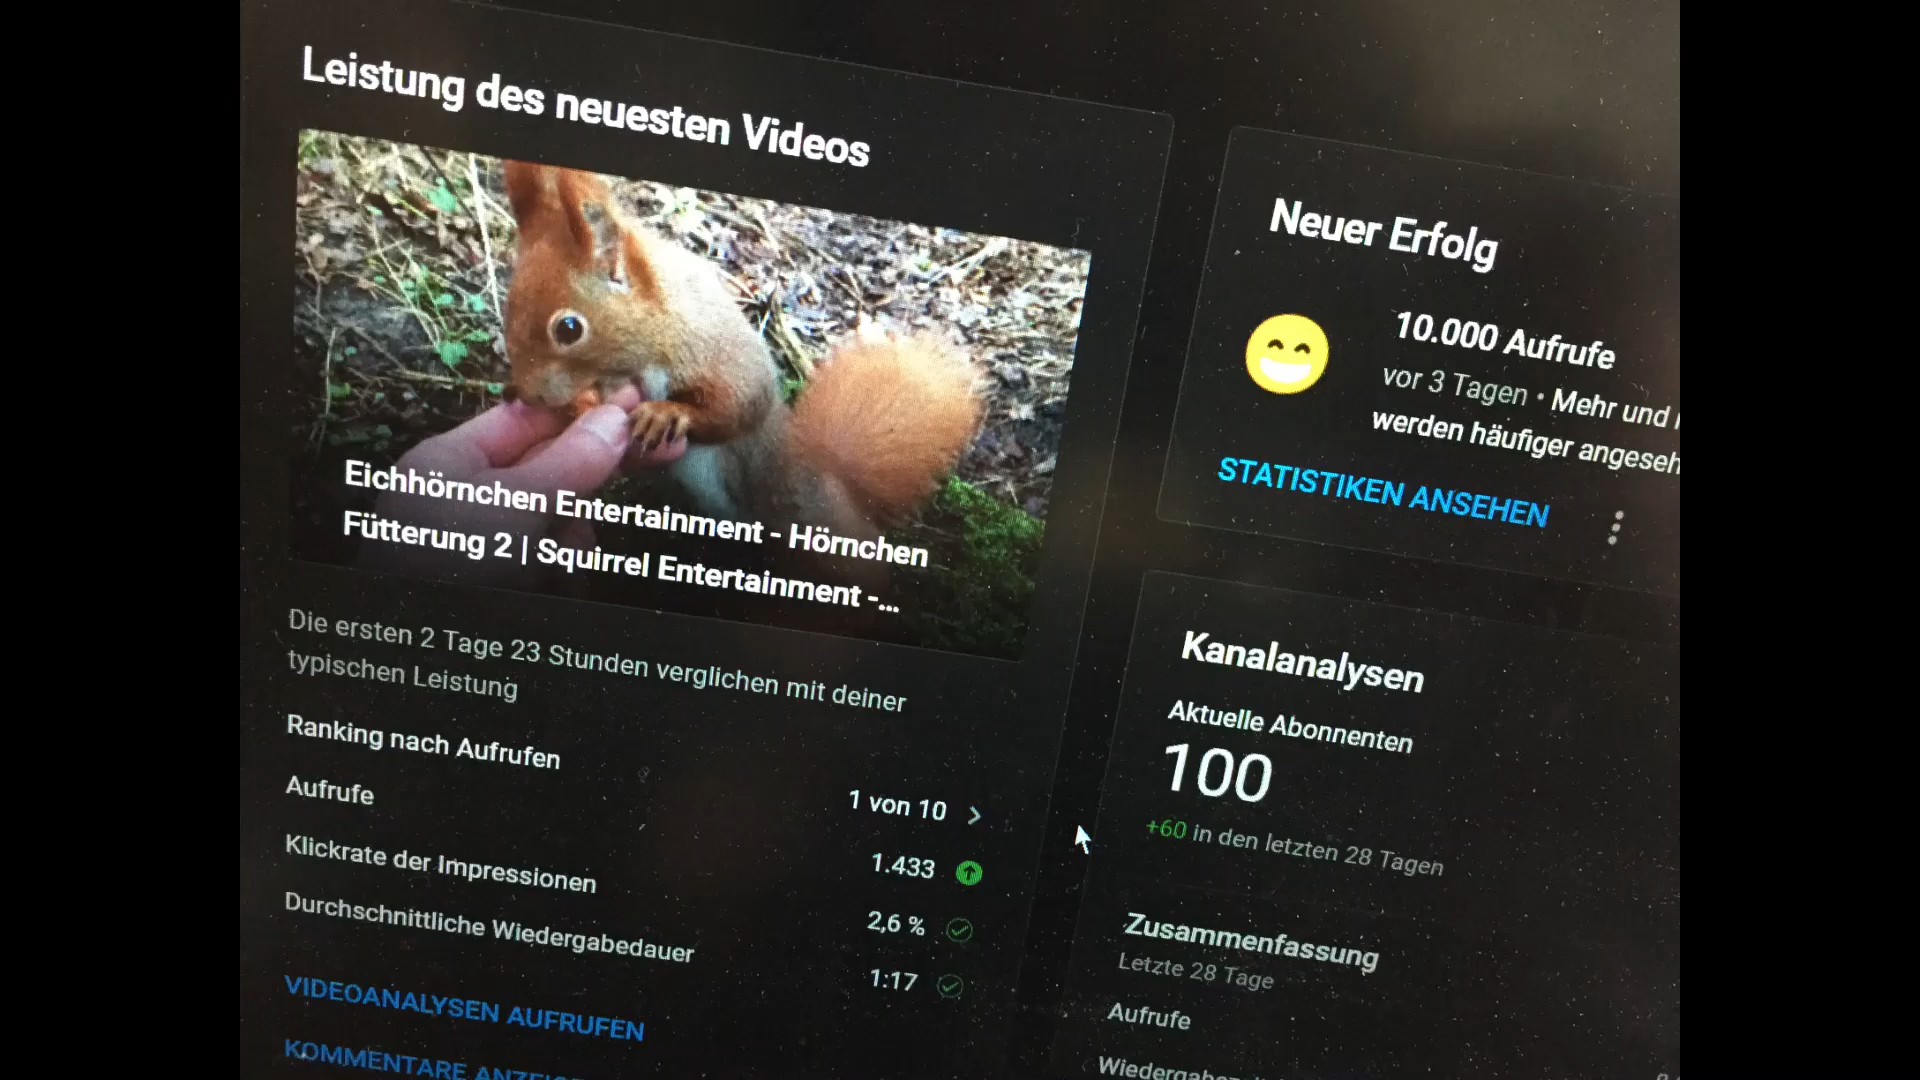 Leistung des neuesten Videos
Eichhörnchen Entertainment - Hörnchen
Fütterung 2 | Squirrel Entertainment -...
Die ersten 2 Tage 23 Stunden verglichen mit deiner
typischen Leistung
Ranking nach Aufrufen
1 von 10
Aufrufe
1.433
Klickrate der Impressionen
2,6 %
Durchschnittliche Wiedergabedauer
1:17
VIDEOANALYSEN AUFRUFEN
KOMMENTARE
Neuer Erfolg
10.000 Aufrufe
vor 3 Tagen • Mehr und
werden häufiger
STATISTIKEN ANSEHEN
Kanalanalysen
Aktuelle Abonnenten
100
+60 in den letzten 28 Tagen
Zusammenfassung
Letzte 28 Tage
Aufrufe